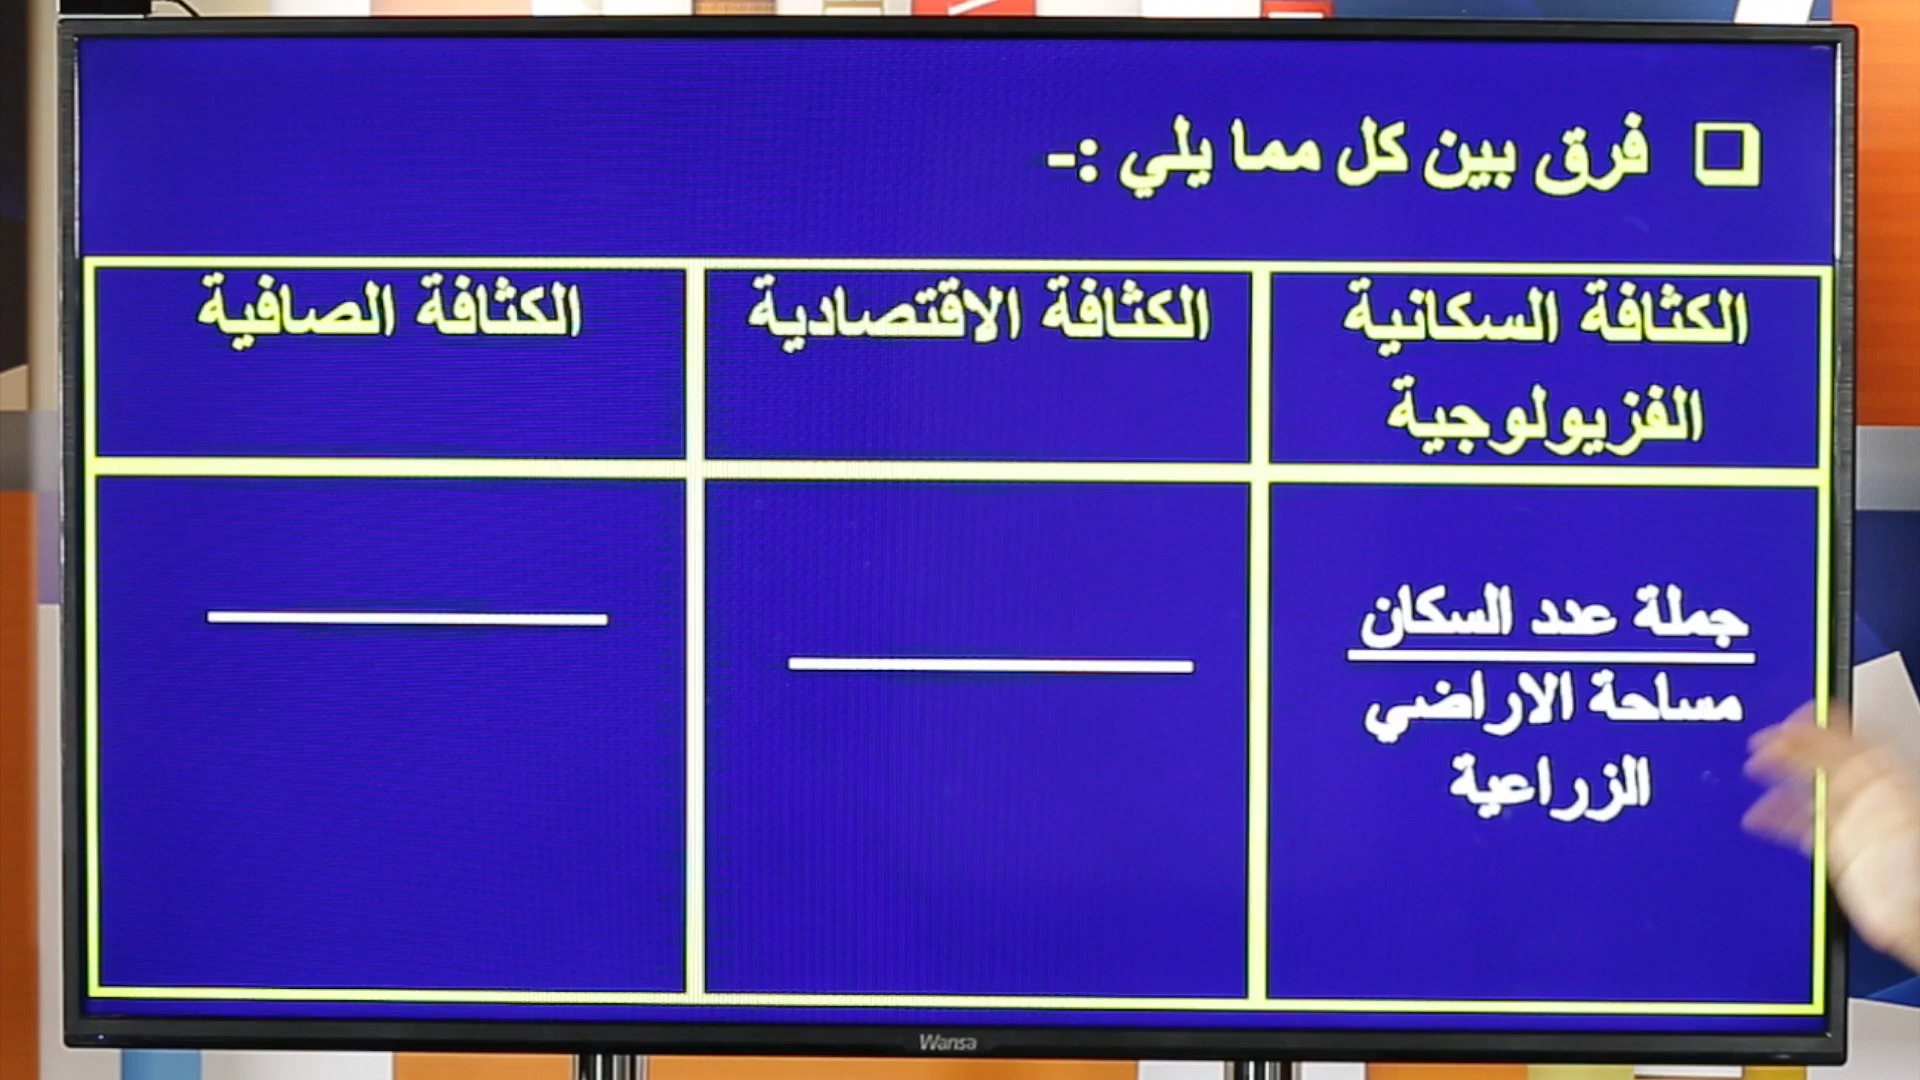 فرق بين كل مما يلي :-
الكثافة السكانية
الفزيولوجية
الكثافة الاقتصادية
الكثافة الصافية
جملة عدد السكان
مساحة الاراضي
الزراعية
Wansa